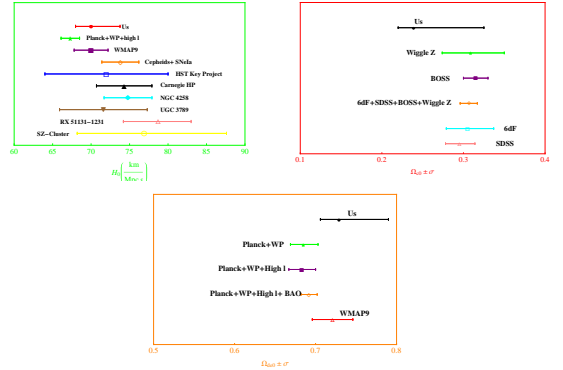 Us
Planck+WP+high l
WMAP9
Cepheids+ SNeIa
HST Key Project
Carnegie HP
NGC 4258
UGC 3789
RX 51131-1231
SZ-Cluster
60 65 70 75 80 85 90
H₀ (km / Mpc s)
Us
Wiggle Z
BOSS
6dF+SDSS+BOSS+Wiggle Z
6dF
SDSS
0.1 0.2 0.3 0.4
± σ
Us
Planck+WP
Planck+WP+High l
Planck+WP+High l+ BAO
WMAP9
0.5 0.6 0.7 0.8
± σ